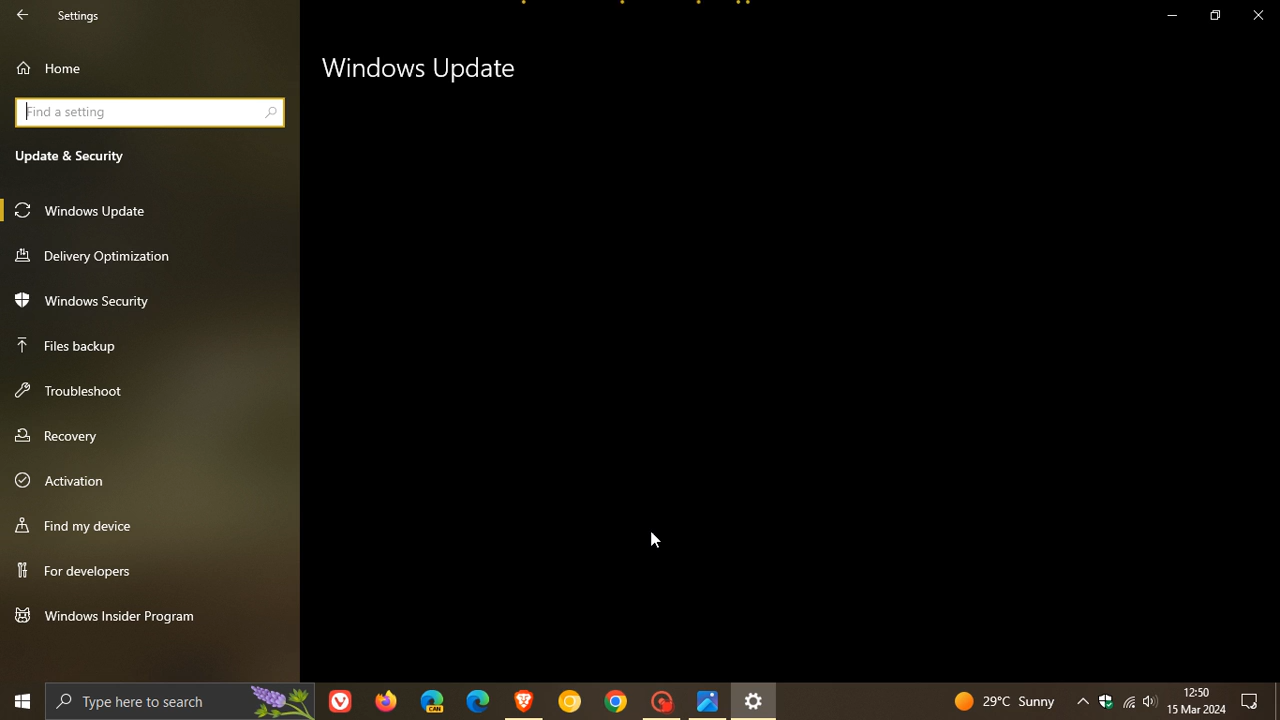 Settings
Home
Find a setting
Update & Security
Windows Update
Delivery Optimization
Windows Security
Files backup
Troubleshoot
Recovery
Activation
Find my device
For developers
Windows Insider Program
Windows Update
Type here to search
CAN
29°C Sunny
12:50
15 Mar 2024